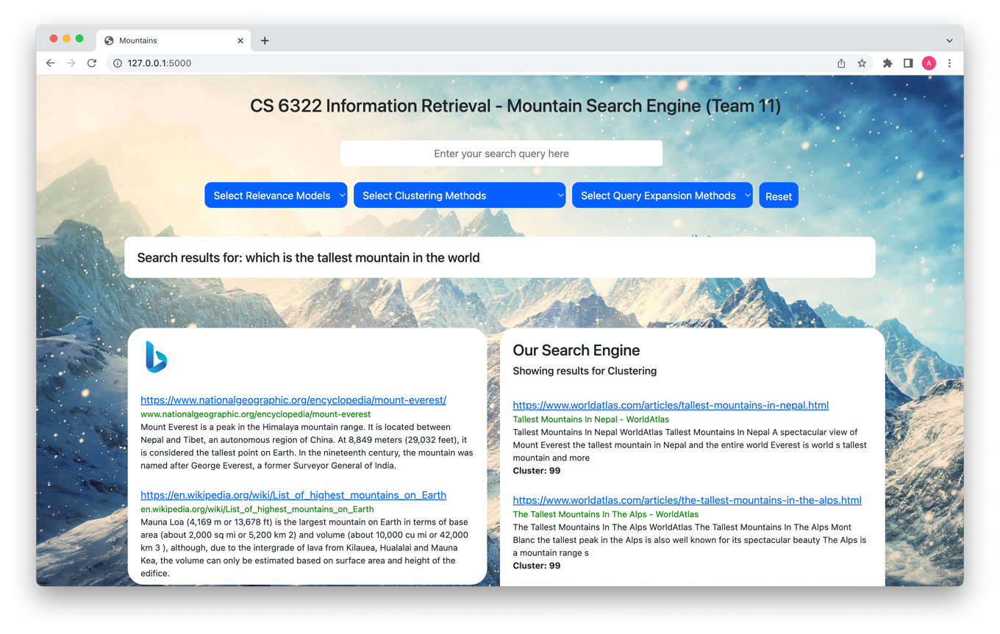 Mountains
127.0.0.1:5000
A
CS 6322 Information Retrieval - Mountain Search Engine (Team 11)
Enter your search query here
Select Relevance Models
Select Clustering Methods
Select Query Expansion Methods
Reset
Search results for: which is the tallest mountain in the world
https://www.nationalgeographic.org/encyclopedia/mount-everest/
www.nationalgeographic.org/encyclopedia/mount-everest
Mount Everest is a peak in the Himalaya mountain range. It is located between
Nepal and Tibet, an autonomous region of China. At 8,849 meters (29,032 feet), it
is considered the tallest point on Earth. In the nineteenth century, the mountain was
named after George Everest, a former Surveyor General of India.
https://en.wikipedia.org/wiki/List_of_highest_mountains_on_Earth
en.wikipedia.org/wiki/List_of_highest_mountains_on_Earth
Mauna Loa (4,169 m or 13,678 ft) is the largest mountain on Earth in terms of base
area (about 2,000 sq mi or 5,200 km 2) and volume (about 10,000 cu mi or 42,000
km 3 ), although, due to the intergrade of lava from Kilauea, Hualalai and Mauna
Kea, the volume can only be estimated based on surface area and height of the
edifice.
Our Search Engine
Showing results for Clustering
https://www.worldatlas.com/articles/tallest-mountains-in-nepal.html
Tallest Mountains In Nepal - WorldAtlas
Tallest Mountains In Nepal WorldAtlas Tallest Mountains In Nepal A spectacular view of
Mount Everest the tallest mountain in Nepal and the entire world Everest is world s tallest
mountain and more
Cluster: 99
https://www.worldatlas.com/articles/the-tallest-mountains-in-the-alps.html
The Tallest Mountains In The Alps - WorldAtlas
The Tallest Mountains In The Alps WorldAtlas The Tallest Mountains In The Alps Mont
Blanc the tallest peak in the Alps is also well known for its spectacular beauty The Alps is
a mountain range s
Cluster: 99